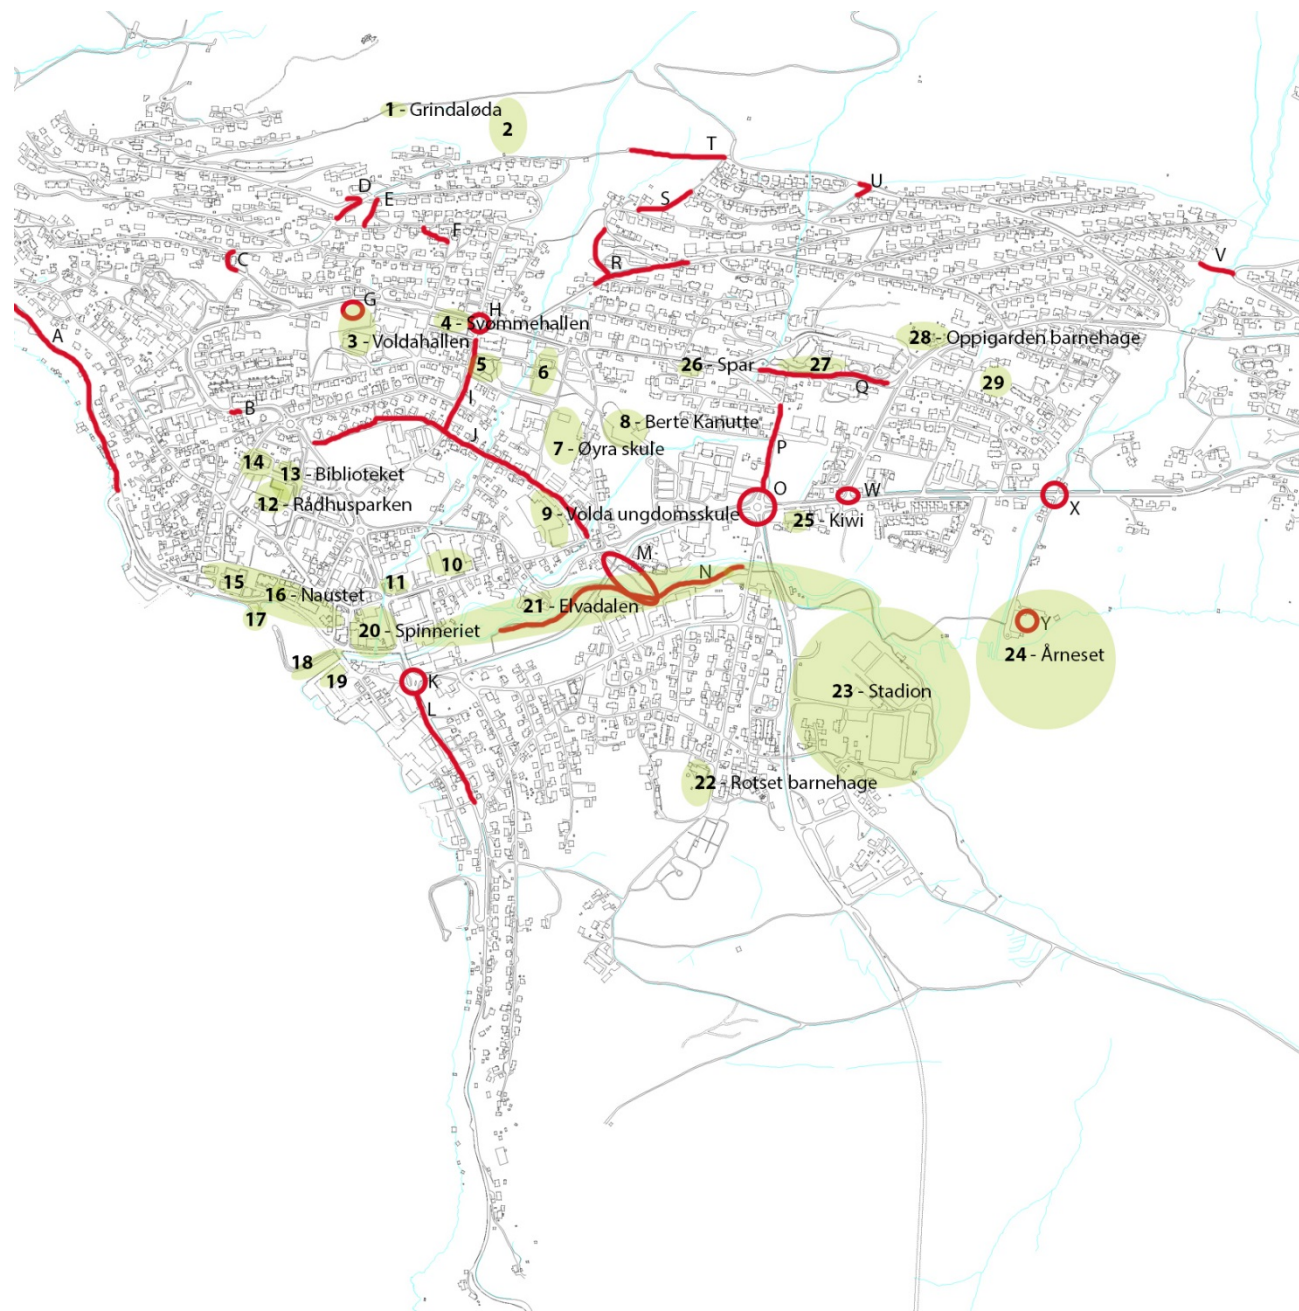 1 - Grindaløda
2
T
D
E
U
S
F
R
C
V
G
H
4 - Svømmehallen
A
3 - Voldahallen
28 - Oppigarden barnehage
5
6
26 - Spar
27
Q
29
I
B
8 - Berte Kanutte
J
7 - Øyra skule
P
14
13 - Biblioteket
O
W
12 - Rådhusparken
X
9 - Volda ungdomsskule
25 - Kiwi
M
10
N
15
11
16 - Naustet
21 - Elvadalen
17
20 - Spinneriet
Y
24 - Årneset
18
19
K
23 - Stadion
L
22 - Rotset barnehage